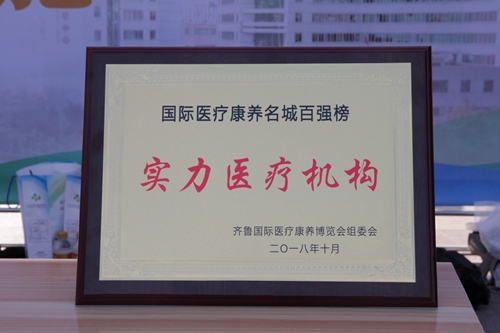 国际医疗康养名城百强榜
实力医疗机构
齐鲁国际医疗康养博览会组委会
二〇一八年十月